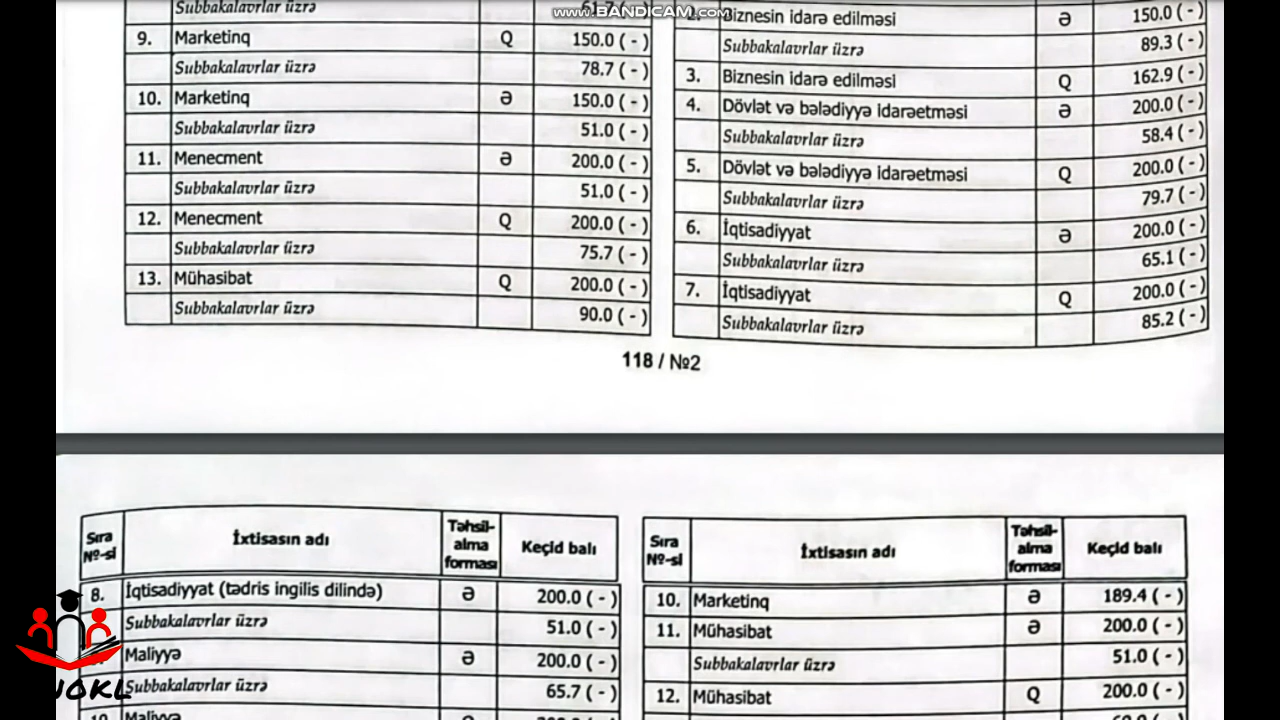 www.BANDICAM.com
Subbakalavrlar üzrə 61.7 ( - )
9. Marketinq Q 150.0 ( - )
Subbakalavrlar üzrə 78.7 ( - )
10. Marketinq Ə 150.0 ( - )
Subbakalavrlar üzrə 51.0 ( - )
11. Menecment Ə 200.0 ( - )
Subbakalavrlar üzrə 51.0 ( - )
12. Menecment Q 200.0 ( - )
Subbakalavrlar üzrə 75.7 ( - )
13. Mühasibat Q 200.0 ( - )
Subbakalavrlar üzrə 90.0 ( - )
2. Biznesin idarə edilməsi Ə 150.0 ( - )
Subbakalavrlar üzrə 89.3 ( - )
3. Biznesin idarə edilməsi Q 162.9 ( - )
4. Dövlət və bələdiyyə idarəetməsi Ə 200.0 ( - )
Subbakalavrlar üzrə 58.4 ( - )
5. Dövlət və bələdiyyə idarəetməsi Q 200.0 ( - )
Subbakalavrlar üzrə 79.7 ( - )
6. İqtisadiyyat Ə 200.0 ( - )
Subbakalavrlar üzrə 65.1 ( - )
7. İqtisadiyyat Q 200.0 ( - )
Subbakalavrlar üzrə 85.2 ( - )
118 / №2
Sıra №-si İxtisasın adı Təhsil-alma forması Keçid balı
8. İqtisadiyyat (tədris ingilis dilində) Ə 200.0 ( - )
Subbakalavrlar üzrə 51.0 ( - )
Maliyyə Ə 200.0 ( - )
Subbakalavrlar üzrə 65.7 ( - )
10. Maliyyə
Sıra №-si İxtisasın adı Təhsil-alma forması Keçid balı
10. Marketinq Ə 189.4 ( - )
11. Mühasibat Ə 200.0 ( - )
Subbakalavrlar üzrə 51.0 ( - )
12. Mühasibat Q 200.0 ( - )